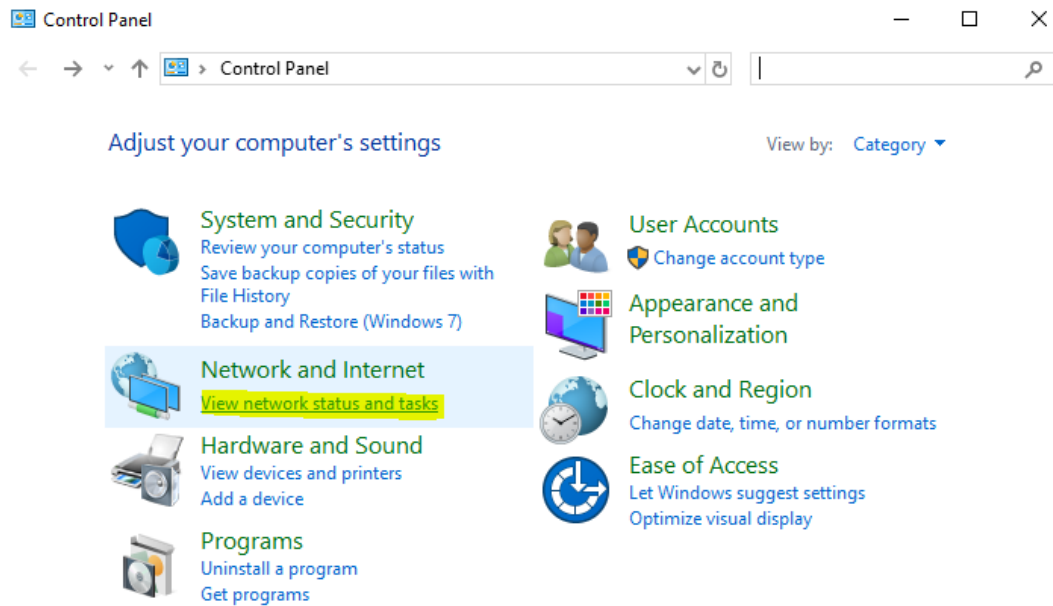 Control Panel
Control Panel
Adjust your computer's settings
View by: Category
System and Security
Review your computer's status
Save backup copies of your files with
File History
Backup and Restore (Windows 7)
Network and Internet
View network status and tasks
Hardware and Sound
View devices and printers
Add a device
Programs
Uninstall a program
Get programs
User Accounts
Change account type
Appearance and
Personalization
Clock and Region
Change date, time, or number formats
Ease of Access
Let Windows suggest settings
Optimize visual display